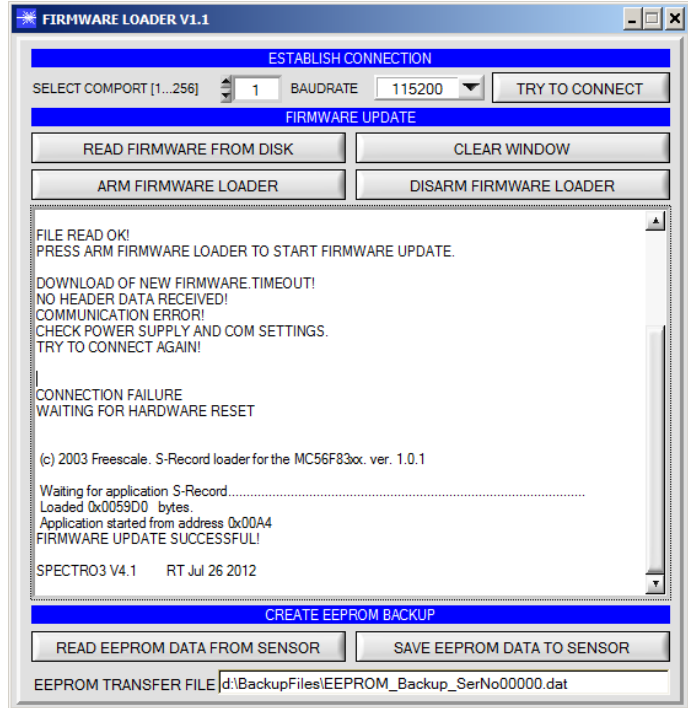 FIRMWARE LOADER V1.1
ESTABLISH CONNECTION
SELECT COMPORT [1...256] 1 BAUDRATE 115200 TRY TO CONNECT
FIRMWARE UPDATE
READ FIRMWARE FROM DISK CLEAR WINDOW
ARM FIRMWARE LOADER DISARM FIRMWARE LOADER
FILE READ OK!
PRESS ARM FIRMWARE LOADER TO START FIRMWARE UPDATE.
DOWNLOAD OF NEW FIRMWARE.TIMEOUT!
NO HEADER DATA RECEIVED!
COMMUNICATION ERROR!
CHECK POWER SUPPLY AND COM SETTINGS.
TRY TO CONNECT AGAIN!
CONNECTION FAILURE
WAITING FOR HARDWARE RESET
(c) 2003 Freescale. S-Record loader for the MC56F83xx. ver. 1.0.1
Waiting for application S-Record.........................................................................................
Loaded 0x0059D0 bytes.
Application started from address 0x00A4
FIRMWARE UPDATE SUCCESSFUL!
SPECTRO3 V4.1 RT Jul 26 2012
CREATE EEPROM BACKUP
READ EEPROM DATA FROM SENSOR SAVE EEPROM DATA TO SENSOR
EEPROM TRANSFER FILE d:\BackupFiles\EEPROM_Backup_SerNo00000.dat